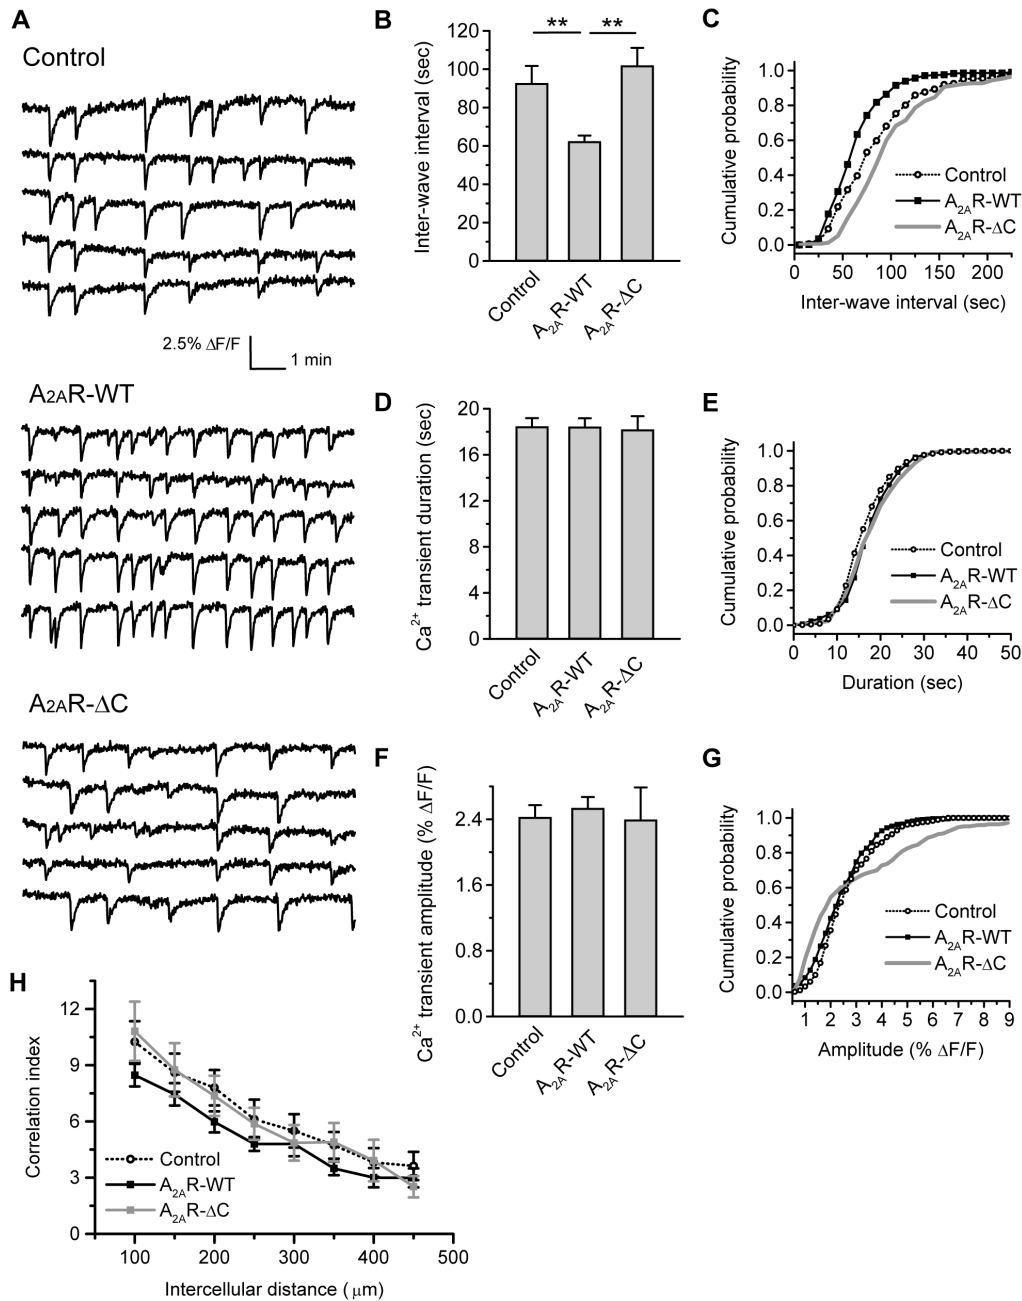 A
Control
2.5% ΔF/F
1 min
A2AR-WT
A2AR-ΔC
B
Inter-wave interval (sec)
120
100
80
60
40
20
0
** **
Control
A2AR-WT
A2AR-ΔC
C
Cumulative probability
1.0
0.8
0.6
0.4
0.2
0.0
Control
A2AR-WT
A2AR-ΔC
0 50 100 150 200
Inter-wave interval (sec)
D
Ca2+ transient duration (sec)
20
16
12
8
4
0
Control
A2AR-WT
A2AR-ΔC
E
Cumulative probability
1.0
0.8
0.6
0.4
0.2
0.0
Control
A2AR-WT
A2AR-ΔC
0 10 20 30 40 50
Duration (sec)
F
Ca2+ transient amplitude (% ΔF/F)
2.4
1.6
0.8
0.0
Control
A2AR-WT
A2AR-ΔC
G
Cumulative probability
1.0
0.8
0.6
0.4
0.2
0.0
Control
A2AR-WT
A2AR-ΔC
1 2 3 4 5 6 7 8 9
Amplitude (% ΔF/F)
H
Correlation index
12
9
6
3
0
Control
A2AR-WT
A2AR-ΔC
100 200 300 400 500
Intercellular distance ( μm)